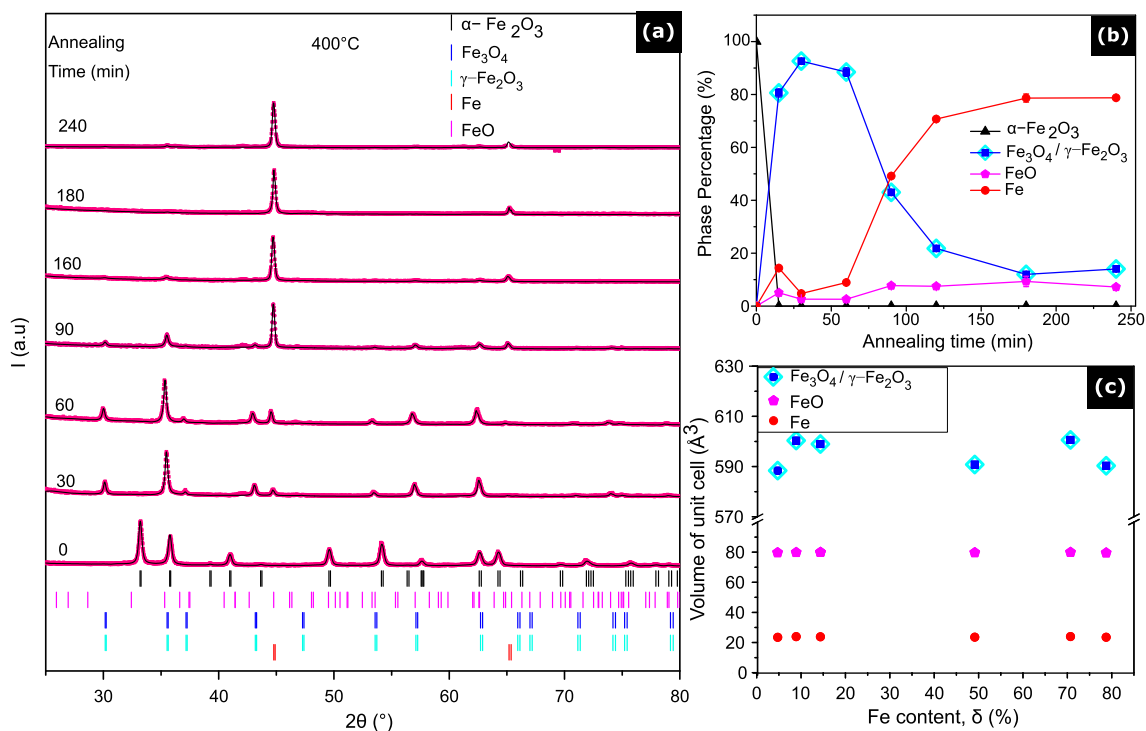 (a)
Annealing
Time (min)
400°C
α− Fe2O3
Fe3O4
γ−Fe2O3
Fe
FeO
240
180
160
90
60
30
0
I (a.u)
30 40 50 60 70 80
2θ (°)
(b)
100
80
60
40
20
0
Phase Percentage (%)
α−Fe2O3
Fe3O4 / γ−Fe2O3
FeO
Fe
0 50 100 150 200 250
Annealing time (min)
(c)
630
610
590
570
80
60
40
20
0
Volume of unit cell (Å3)
Fe3O4 / γ−Fe2O3
FeO
Fe
0 10 20 30 40 50 60 70 80
Fe content, δ (%)